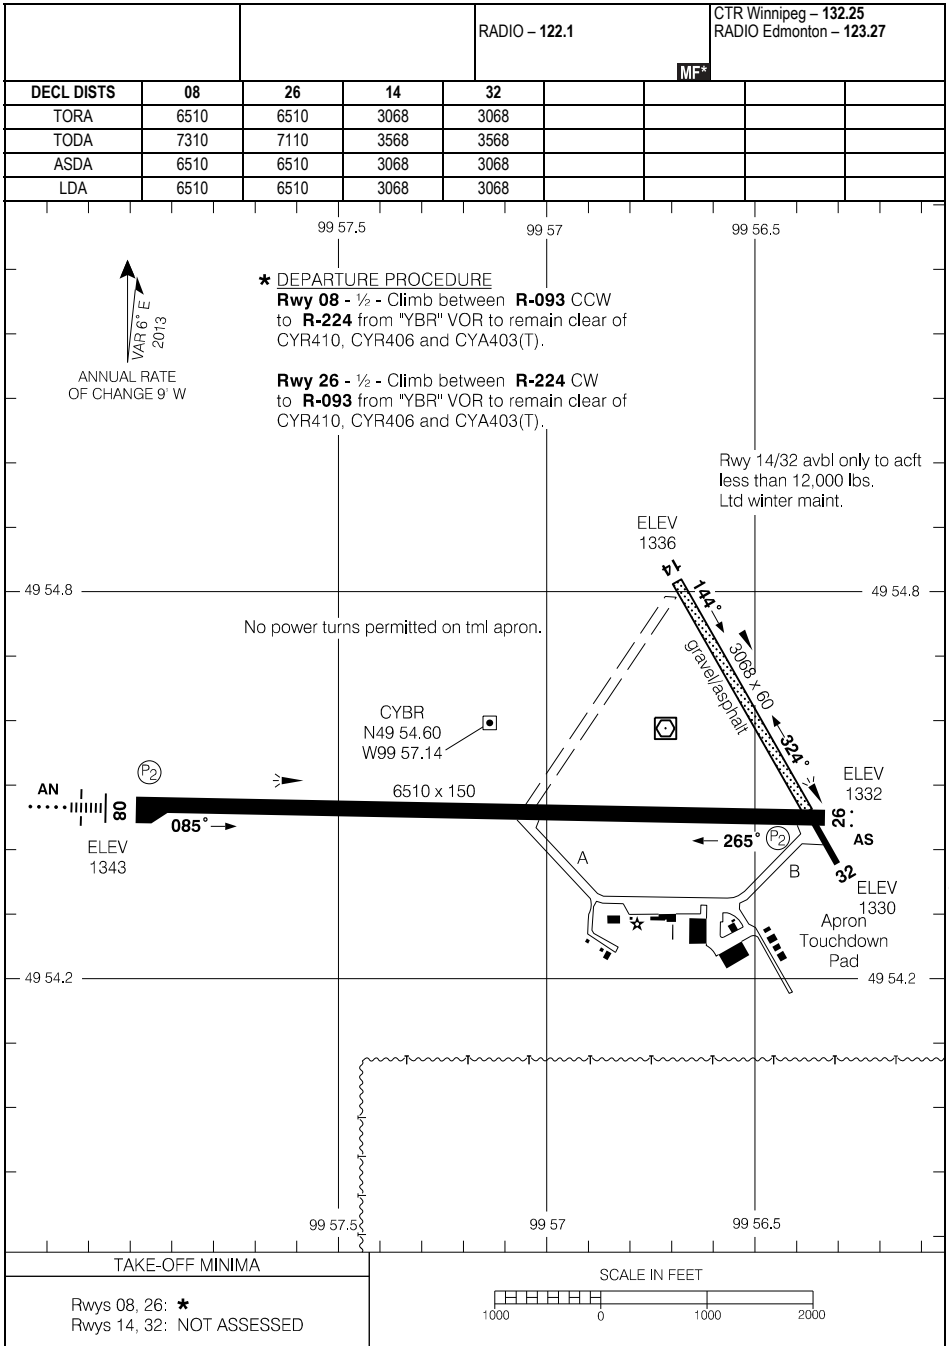 RADIO – 122.1
MF*
CTR Winnipeg – 132.25
RADIO Edmonton – 123.27
DECL DISTS 08 26 14 32
TORA 6510 6510 3068 3068
TODA 7310 7110 3568 3568
ASDA 6510 6510 3068 3068
LDA 6510 6510 3068 3068
99 57.5 99 57 99 56.5
VAR 6° E
2013
ANNUAL RATE
OF CHANGE 9' W
* DEPARTURE PROCEDURE
Rwy 08 - ½ - Climb between R-093 CCW
to R-224 from "YBR" VOR to remain clear of
CYR410, CYR406 and CYA403(T).
Rwy 26 - ½ - Climb between R-224 CW
to R-093 from "YBR" VOR to remain clear of
CYR410, CYR406 and CYA403(T).
Rwy 14/32 avbl only to acft
less than 12,000 lbs.
Ltd winter maint.
ELEV
1336
14
144°
49 54.8 49 54.8
No power turns permitted on tml apron.
3068 x 60
gravel/asphalt
324°
CYBR
N49 54.60
W99 57.14
P2
AN
08
6510 x 150
ELEV
1332
26
AS
085°
265°
P2
ELEV
1343
A
B
32
ELEV
1330
Apron
Touchdown
Pad
49 54.2 49 54.2
99 57.5 99 57 99 56.5
TAKE-OFF MINIMA
Rwys 08, 26: *
Rwys 14, 32: NOT ASSESSED
SCALE IN FEET
1000 0 1000 2000